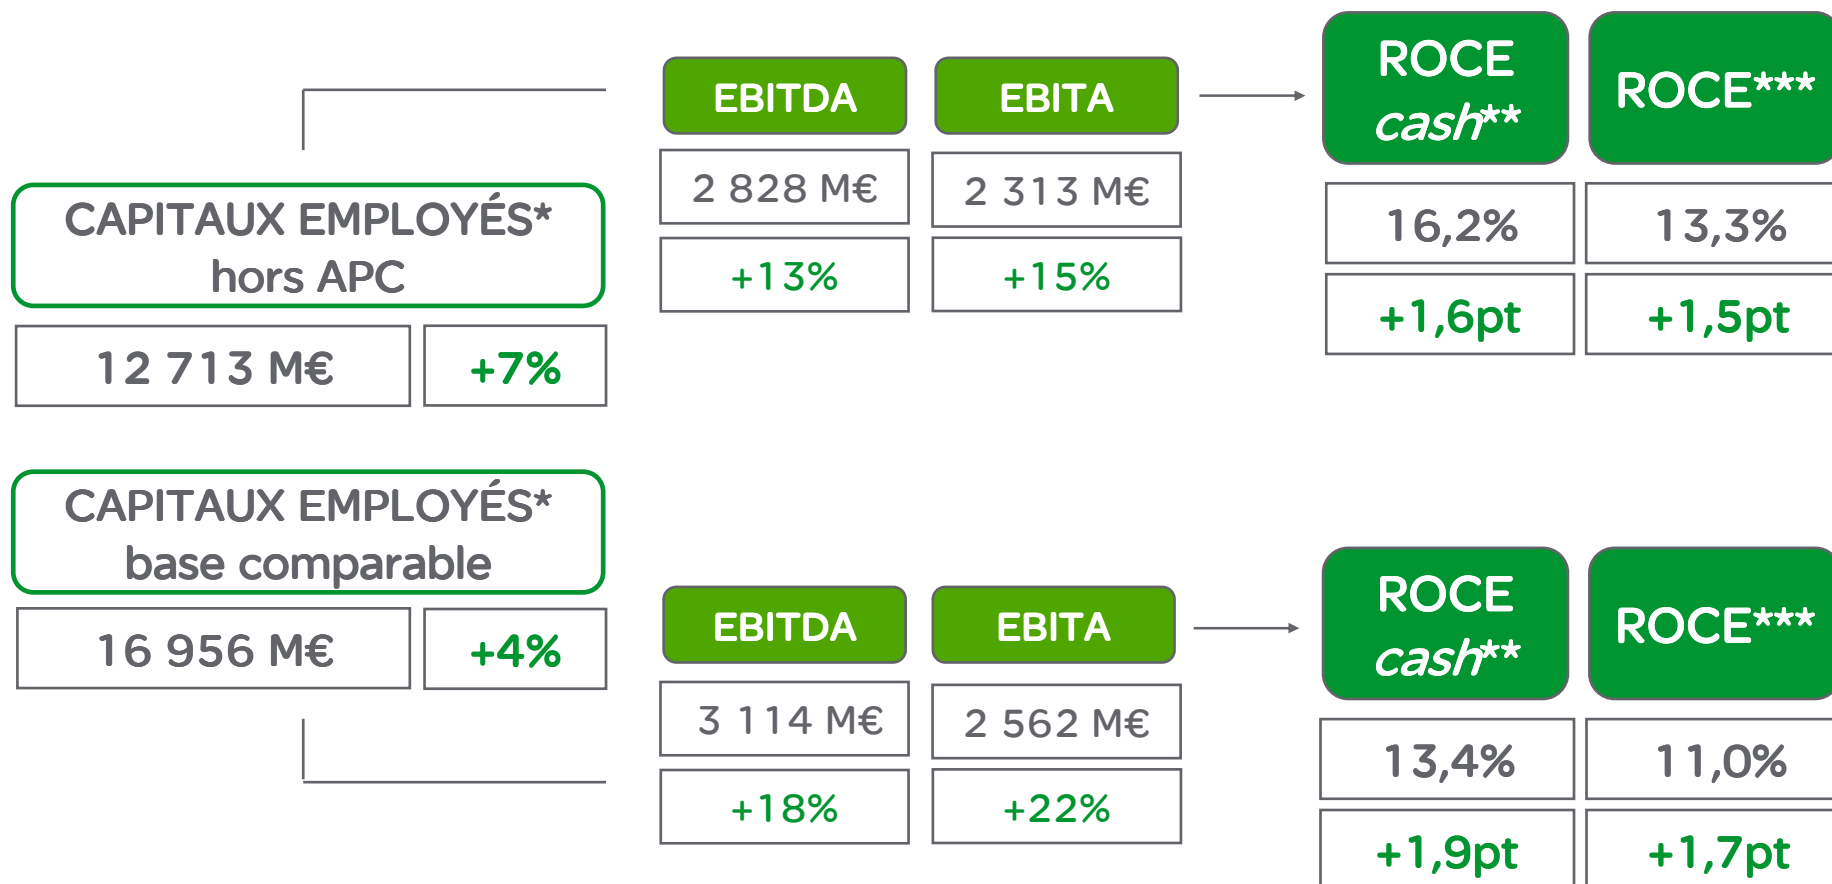 CAPITAUX EMPLOYÉS*
hors APC
12 713 M€
+7%
EBITDA
EBITA
2 828 M€
2 313 M€
+13%
+15%
ROCE
cash**
ROCE***
16,2%
13,3%
+1,6pt
+1,5pt
CAPITAUX EMPLOYÉS*
base comparable
16 956 M€
+4%
EBITDA
EBITA
3 114 M€
2 562 M€
+18%
+22%
ROCE
cash**
ROCE***
13,4%
11,0%
+1,9pt
+1,7pt